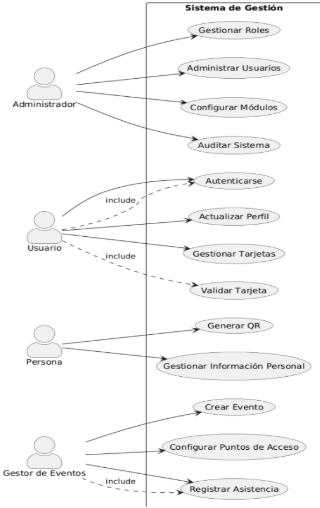 Sistema de Gestión
Gestionar Roles
Administrar Usuarios
Administrador
Configurar Módulos
Auditar Sistema
Autenticarse
include
Actualizar Perfil
Usuario
Gestionar Tarjetas
include
Validar Tarjeta
Generar QR
Persona
Gestionar Información Personal
Crear Evento
Configurar Puntos de Acceso
Gestor de Eventos
include
Registrar Asistencia